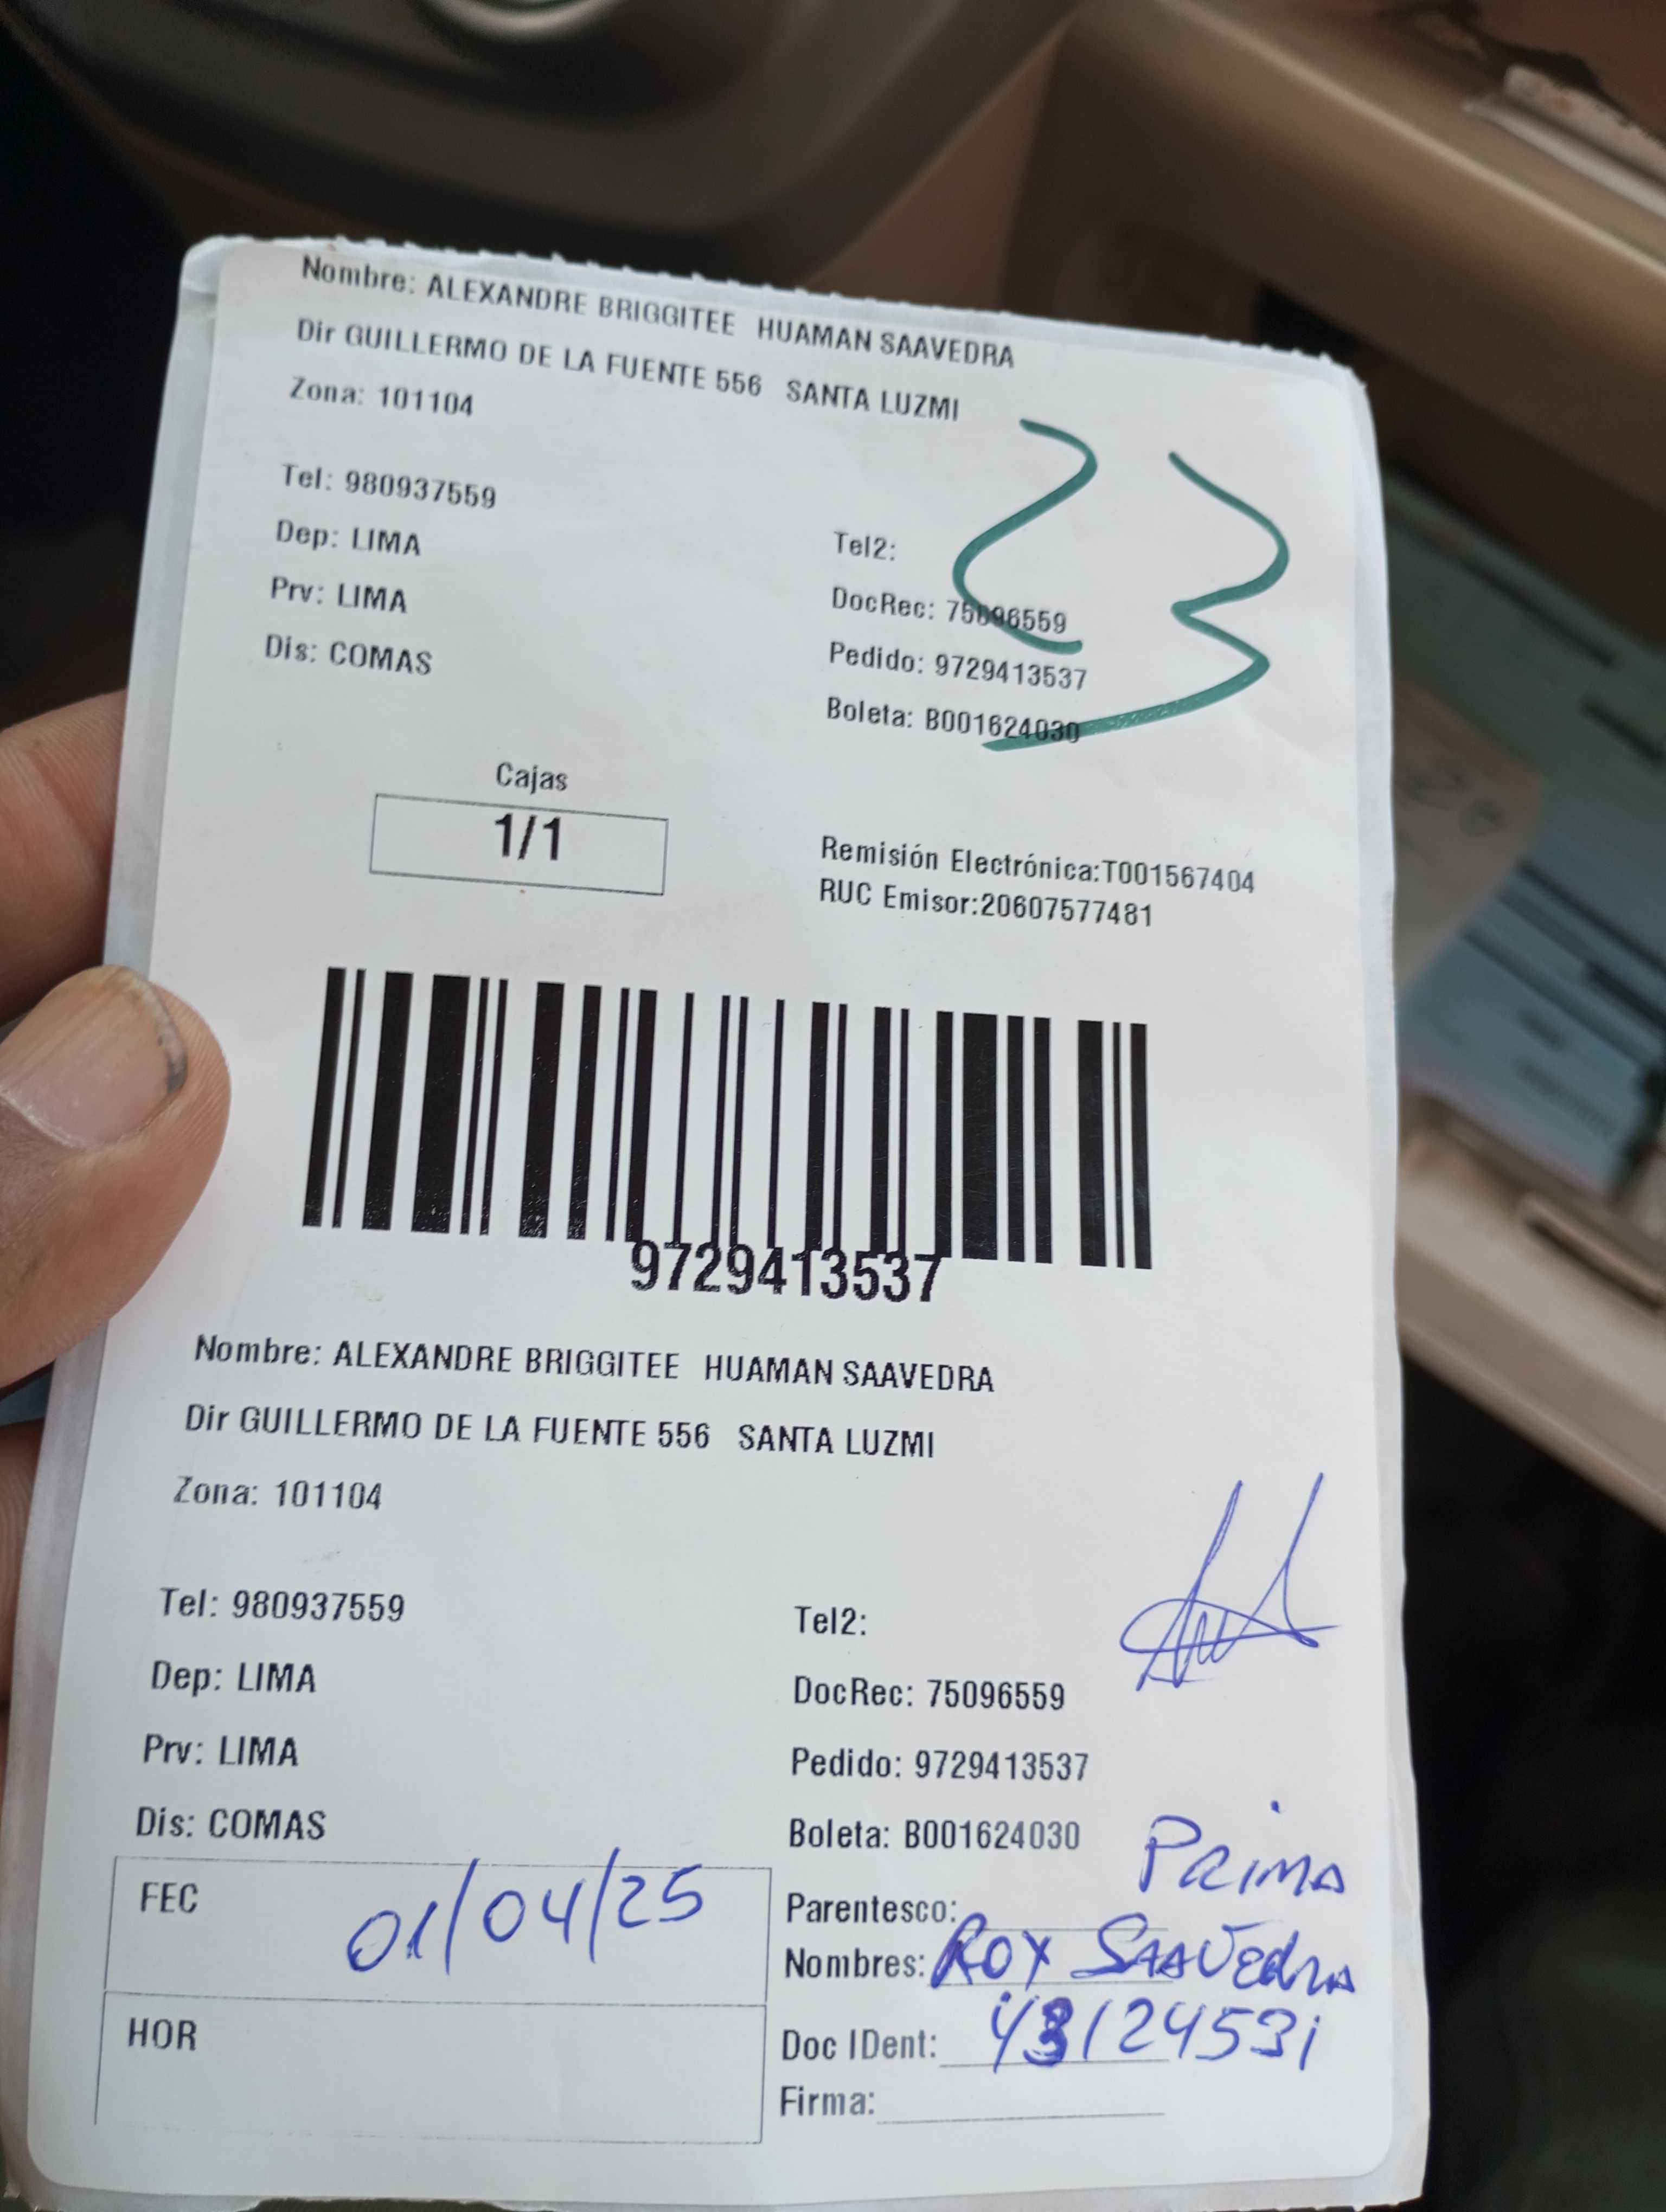 Nombre: ALEXANDRE BRIGGITEE HUAMAN SAAVEDRA
Dir GUILLERMO DE LA FUENTE 556 SANTA LUZMI
Zona: 101104
23
Tel: 980937559
Tel2:
Dep: LIMA
DocRec: 75096559
Prv: LIMA
Pedido: 9729413537
Dis: COMAS
Boleta: B001624030
Cajas
1/1
Remisión Electrónica:T001567404
RUC Emisor:20607577481
9729413537
Nombre: ALEXANDRE BRIGGITEE HUAMAN SAAVEDRA
Dir GUILLERMO DE LA FUENTE 556 SANTA LUZMI
Zona: 101104
Tel: 980937559
Tel2:
Dep: LIMA
DocRec: 75096559
Prv: LIMA
Pedido: 9729413537
Dis: COMAS
Boleta: B001624030
FEC 01/04/25
HOR
Parentesco: PRIMA
Nombres: ROX SAAVEdRA
Doc IDent: 43124531
Firma: